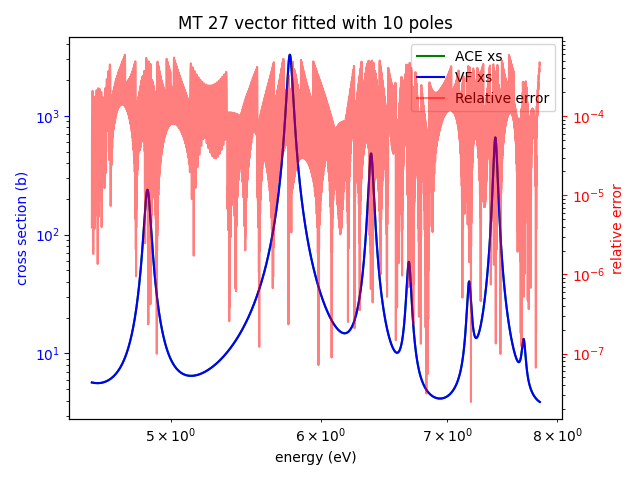 MT 27 vector fitted with 10 poles
ACE xs
VF xs
Relative error
cross section (b)
10³
10²
10¹
relative error
10⁻⁴
10⁻⁵
10⁻⁶
10⁻⁷
5 × 10⁰ 6 × 10⁰ 7 × 10⁰ 8 × 10⁰
energy (eV)